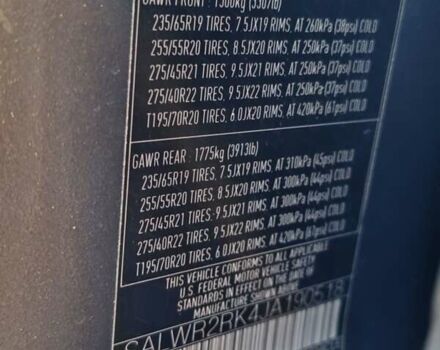 GAWR FRONT : 1500kg (3307lb)
235/65R19 TIRES, 7.5JX19 RIMS, AT 260kPa (38psi) COLD
255/55R20 TIRES, 8.5JX20 RIMS, AT 250kPa (37psi) COLD
275/45R21 TIRES, 9.5JX21 RIMS, AT 250kPa (37psi) COLD
275/40R22 TIRES, 9.5JX22 RIMS, AT 250kPa (37psi) COLD
T195/70R20 TIRES, 6.0JX20 RIMS, AT 420kPa (61psi) COLD
GAWR REAR : 1775kg (3913lb)
235/65R19 TIRES, 7.5JX19 RIMS, AT 310kPa (45psi) COLD
255/55R20 TIRES, 8.5JX20 RIMS, AT 300kPa (44psi) COLD
275/45R21 TIRES, 9.5JX21 RIMS, AT 300kPa (44psi) COLD
275/40R22 TIRES, 9.5JX22 RIMS, AT 300kPa (44psi) COLD
T195/70R20 TIRES, 6.0JX20 RIMS, AT 420kPa (61psi) COLD
THIS VEHICLE CONFORMS TO ALL APPLICABLE
U.S. FEDERAL MOTOR VEHICLE SAFETY
STANDARDS IN EFFECT ON THE DATE OF
MANUFACTURE SHOWN ABOVE.
SALWR2RK4JA190518